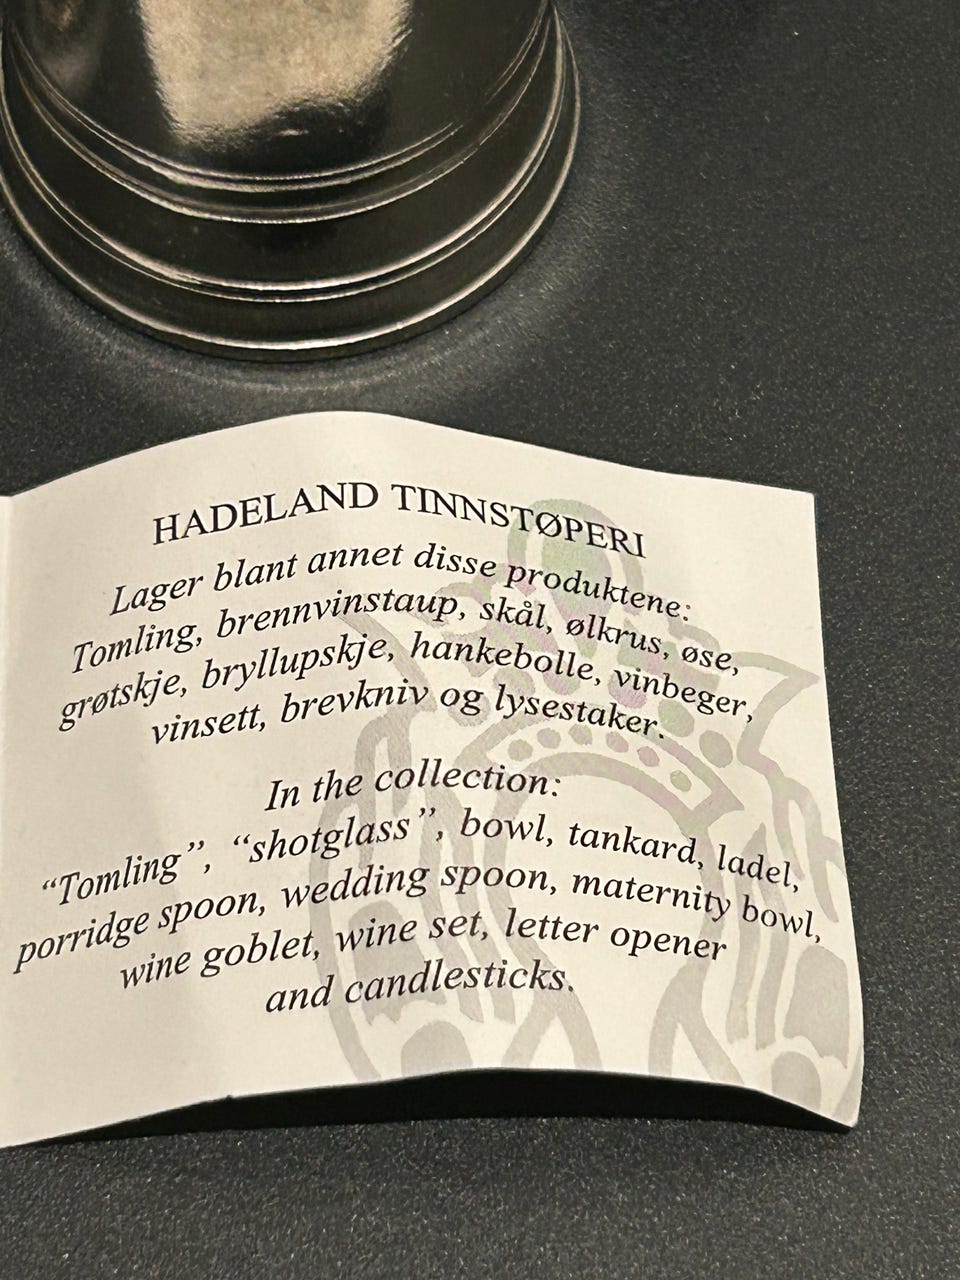 HADELAND TINNSTØPERI
Lager blant annet disse produktene:
Tomling, brennvinstaup, skål, ølkrus, øse,
grøtskje, bryllupskje, hankebolle, vinbeger,
vinsett, brevkniv og lysestaker.
In the collection:
“Tomling”, “shotglass”, bowl, tankard, ladel,
porridge spoon, wedding spoon, maternity bowl,
wine goblet, wine set, letter opener
and candlesticks.